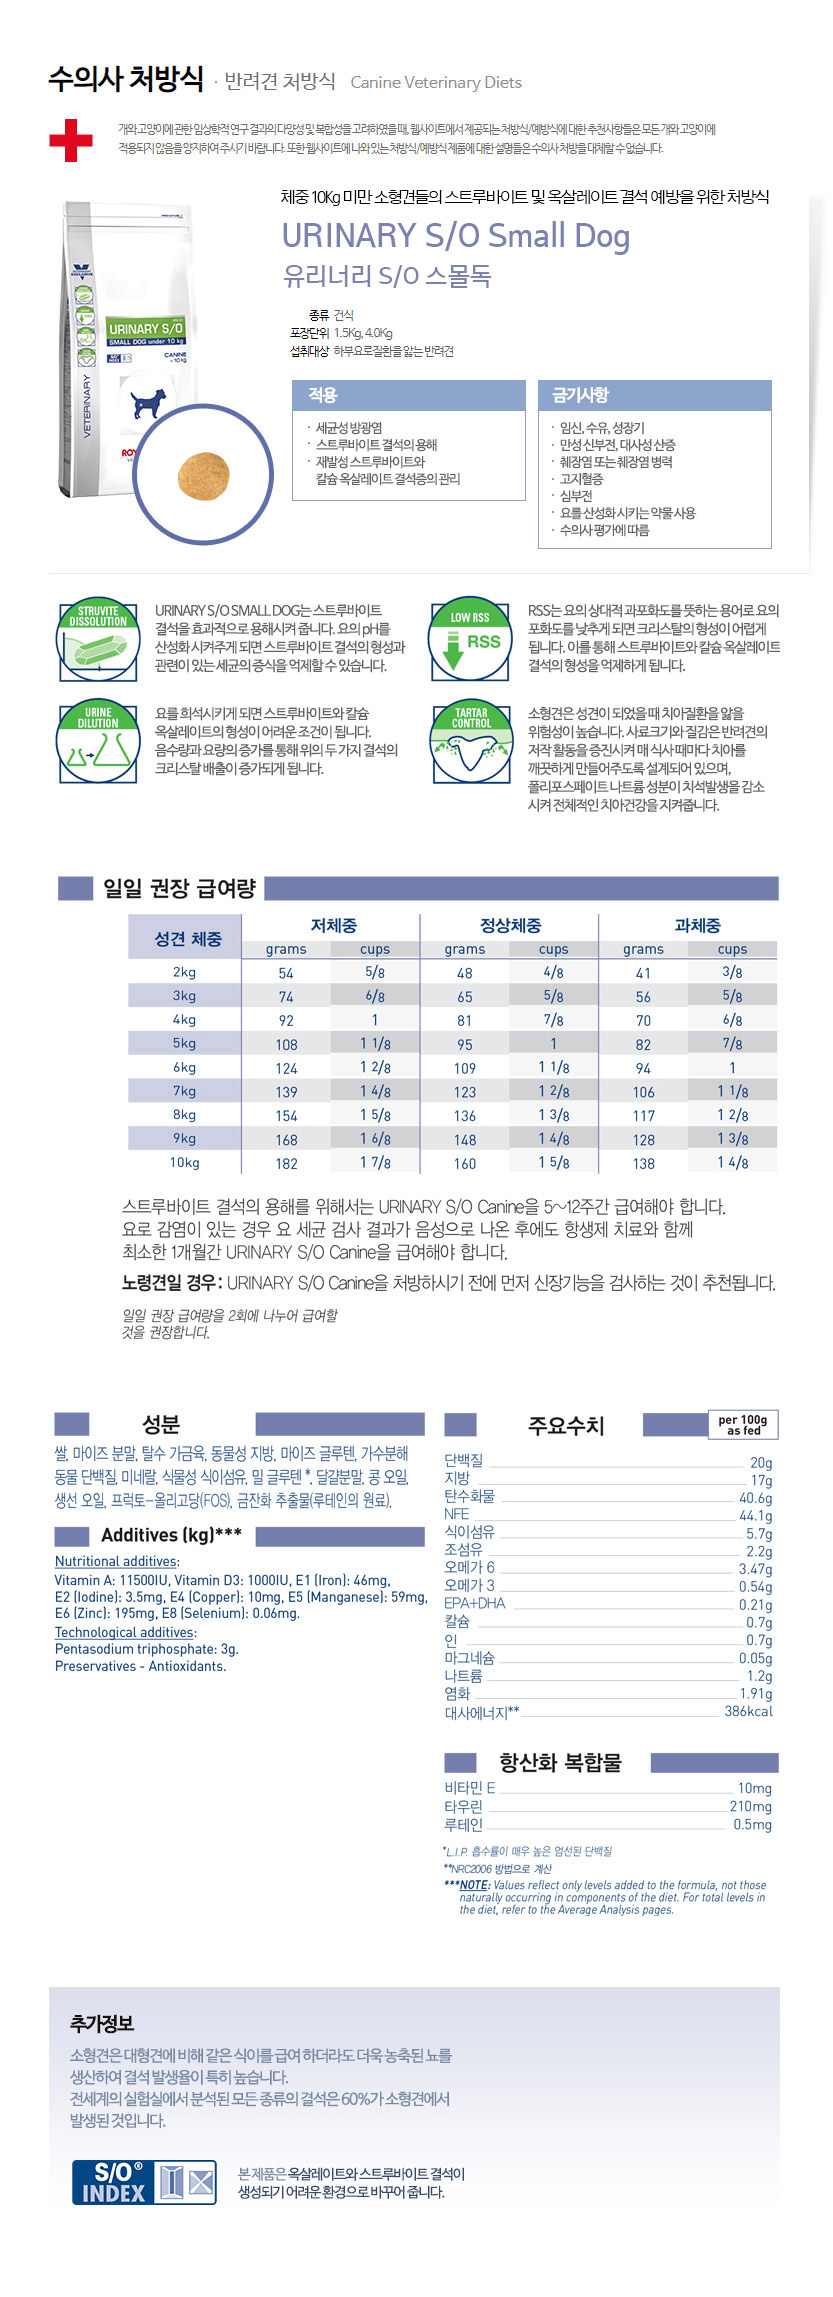 수의사 처방식 · 반려견 처방식 Canine Veterinary Diets
개와 고양이에 관한 임상학적 연구 결과의 다양성 및 복합성을 고려하였을 때, 웹사이트에서 제공되는 처방식/예방식에 대한 추천사항들은 모든 개와 고양이에
적용되지 않음을 양지하여 주시기 바랍니다. 또한 웹사이트에 나와 있는 처방식/예방식 제품에 대한 설명들은 수의사 처방을 대체할 수 없습니다.
체중 10Kg 미만 소형견들의 스트루바이트 및 옥살레이트 결석 예방을 위한 처방식
URINARY S/O Small Dog
유리너리 S/O 스몰독
종류 건식
포장단위 1.5Kg, 4.0Kg
섭취대상 하부요로질환을 앓는 반려견
URINARY S/O
SMALL DOG under 10 kg
CANINE
< 10kg
VETERINARY
ROY
적용
· 세균성 방광염
· 스트루바이트 결석의 용해
· 재발성 스트루바이트와
칼슘 옥살레이트 결석증의 관리
금기사항
· 임신, 수유, 성장기
· 만성 신부전, 대사성 산증
· 췌장염 또는 췌장염 병력
· 고지혈증
· 심부전
· 요를 산성화 시키는 약물 사용
· 수의사 평가에 따름
STRUVITE
DISSOLUTION
URINARY S/O SMALL DOG는 스트루바이트
결석을 효과적으로 용해시켜 줍니다. 요의 pH를
산성화 시켜주게 되면 스트루바이트 결석의 형성과
관련이 있는 세균의 증식을 억제할 수 있습니다.
LOW RSS
RSS
RSS는 요의 상대적 과포화도를 뜻하는 용어로 요의
포화도를 낮추게 되면 크리스탈의 형성이 어렵게
됩니다. 이를 통해 스트루바이트와 칼슘 옥살레이트
결석의 형성을 억제하게 됩니다.
URINE
DILUTION
요를 희석시키게 되면 스트루바이트와 칼슘
옥살레이트의 형성이 어려운 조건이 됩니다.
음수량과 요량의 증가를 통해 위의 두 가지 결석의
크리스탈 배출이 증가되게 됩니다.
TARTAR
CONTROL
소형견은 성견이 되었을 때 치아질환을 앓을
위험성이 높습니다. 사료크기와 질감은 반려견의
저작 활동을 증진시켜 매 식사 때마다 치아를
깨끗하게 만들어주도록 설계되어 있으며,
폴리포스페이트 나트륨 성분이 치석발생을 감소
시켜 전체적인 치아건강을 지켜줍니다.
일일 권장 급여량
성견 체중 저체중 정상체중 과체중
grams cups grams cups grams cups
2kg 54 5/8 48 4/8 41 3/8
3kg 74 6/8 65 5/8 56 5/8
4kg 92 1 81 7/8 70 6/8
5kg 108 1 1/8 95 1 82 7/8
6kg 124 1 2/8 109 1 1/8 94 1
7kg 139 1 4/8 123 1 2/8 106 1 1/8
8kg 154 1 5/8 136 1 3/8 117 1 2/8
9kg 168 1 6/8 148 1 4/8 128 1 3/8
10kg 182 1 7/8 160 1 5/8 138 1 4/8
스트루바이트 결석의 용해를 위해서는 URINARY S/O Canine을 5~12주간 급여해야 합니다.
요로 감염이 있는 경우 요 세균 검사 결과가 음성으로 나온 후에도 항생제 치료와 함께
최소한 1개월간 URINARY S/O Canine을 급여해야 합니다.
노령견일 경우 : URINARY S/O Canine을 처방하시기 전에 먼저 신장기능을 검사하는 것이 추천됩니다.
일일 권장 급여량을 2회에 나누어 급여할
것을 권장합니다.
성분
쌀, 마이즈 분말, 탈수 가금육, 동물성 지방, 마이즈 글루텐, 가수분해
동물 단백질, 미네랄, 식물성 식이섬유, 밀 글루텐 *, 달걀분말, 콩 오일,
생선 오일, 프럭토-올리고당(FOS), 금잔화 추출물(루테인의 원료).
Additives (kg)***
Nutritional additives:
Vitamin A: 11500IU, Vitamin D3: 1000IU, E1 (Iron): 46mg,
E2 (Iodine): 3.5mg, E4 (Copper): 10mg, E5 (Manganese): 59mg,
E6 (Zinc): 195mg, E8 (Selenium): 0.06mg.
Technological additives:
Pentasodium triphosphate: 3g.
Preservatives - Antioxidants.
주요수치 per 100g
as fed
단백질 20g
지방 17g
탄수화물 40.6g
NFE 44.1g
식이섬유 5.7g
조섬유 2.2g
오메가 6 3.47g
오메가 3 0.54g
EPA+DHA 0.21g
칼슘 0.7g
인 0.7g
마그네슘 0.05g
나트륨 1.2g
염화 1.91g
대사에너지** 386kcal
항산화 복합물
비타민 E 10mg
타우린 210mg
루테인 0.5mg
*L.I.P. 흡수률이 매우 높은 엄선된 단백질
**NRC2006 방법으로 계산
***NOTE: Values reflect only levels added to the formula, not those
naturally occurring in components of the diet. For total levels in
the diet, refer to the Average Analysis pages.
추가정보
소형견은 대형견에 비해 같은 식이를 급여 하더라도 더욱 농축된 뇨를
생산하여 결석 발생율이 특히 높습니다.
전세계의 실험실에서 분석된 모든 종류의 결석은 60%가 소형견에서
발생된 것입니다.
S/O®
INDEX
본 제품은 옥살레이트와 스트루바이트 결석이
생성되기 어려운 환경으로 바꾸어 줍니다.